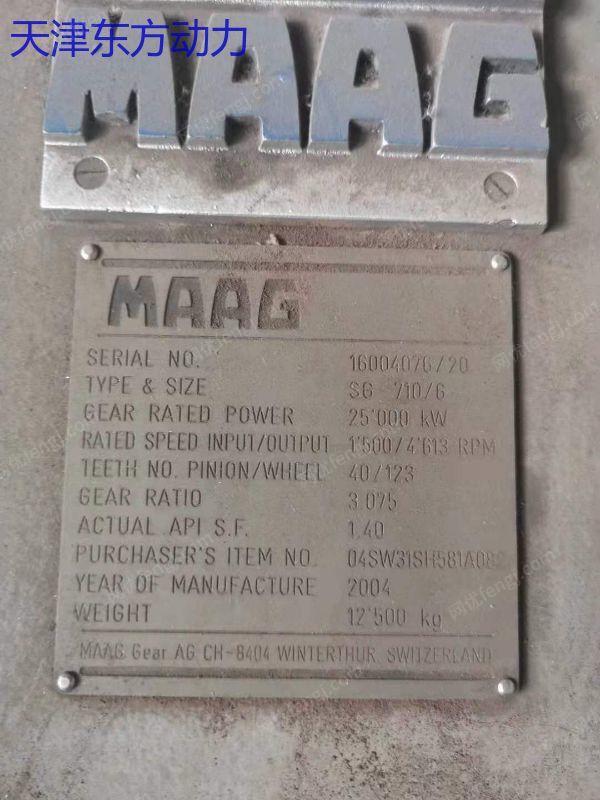 天津东方动力
MAAG
MAAG
SERIAL NO. 16004076/20
TYPE & SIZE SG 710/6
GEAR RATED POWER 25'000 kW
RATED SPEED INPUT/OUTPUT 1'500/4'613 RPM
TEETH NO. PINION/WHEEL 40/123
GEAR RATIO 3.075
ACTUAL API S.F. 1.40
PURCHASER'S ITEM NO. 04SW31SH581A082
YEAR OF MANUFACTURE 2004
WEIGHT 12'500 kg
MAAG Gear AG CH-8404 WINTERTHUR SWITZERLAND